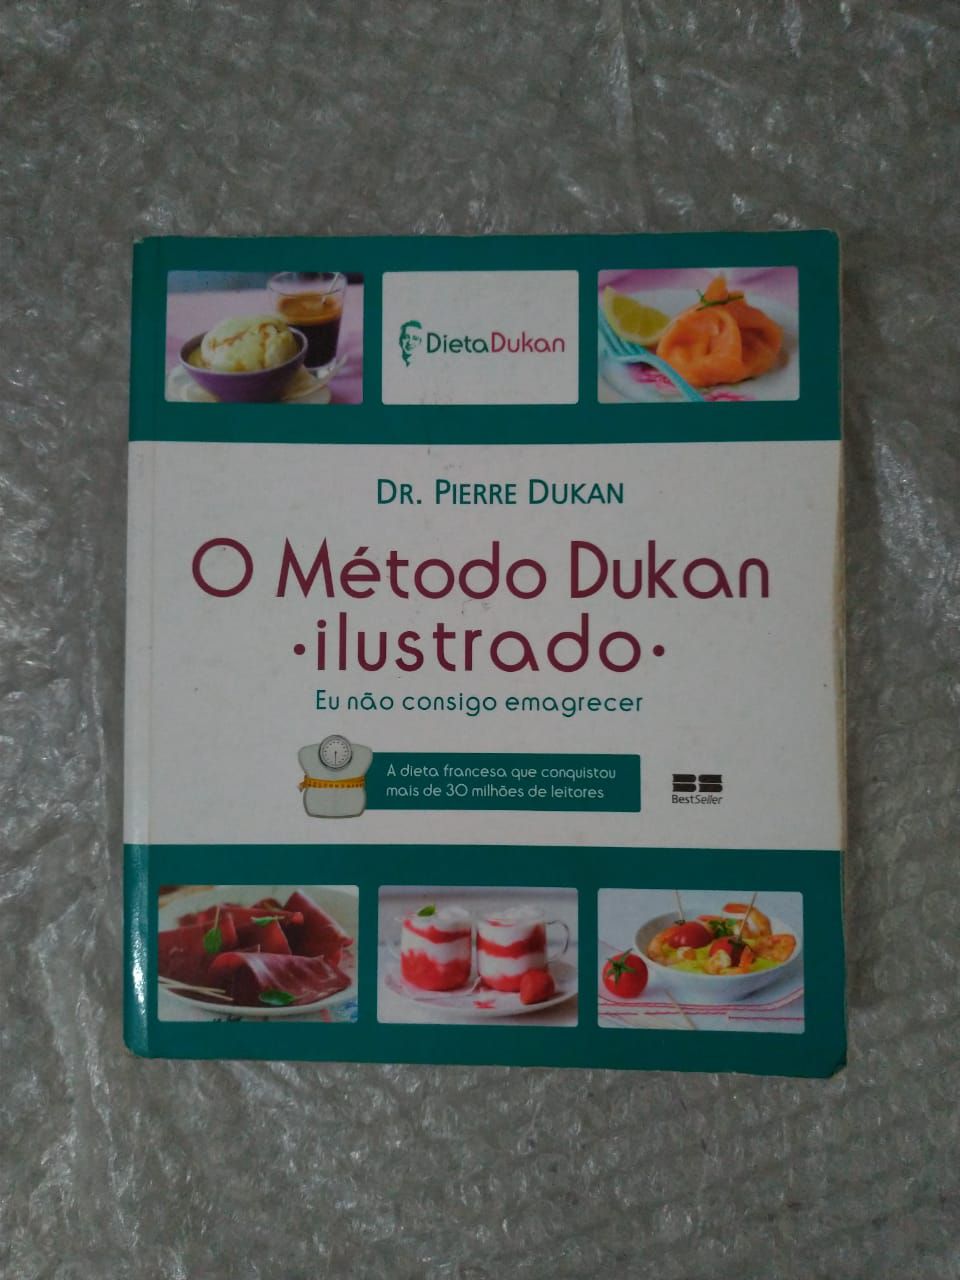 DietaDukan
DR. PIERRE DUKAN
O Método Dukan
•ilustrado•
Eu não consigo emagrecer
A dieta francesa que conquistou
mais de 30 milhões de leitores
BS
BestSeller